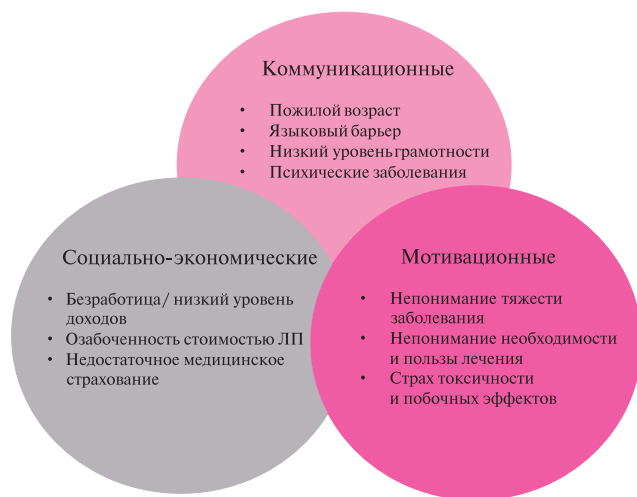 Коммуникационные
• Пожилой возраст
• Языковый барьер
• Низкий уровень грамотности
• Психические заболевания
Социально-экономические
• Безработица/ низкий уровень
доходов
• Озабоченность стоимостью ЛП
• Недостаточное медицинское
страхование
Мотивационные
• Непонимание тяжести
заболевания
• Непонимание необходимости
и пользы лечения
• Страх токсичности
и побочных эффектов